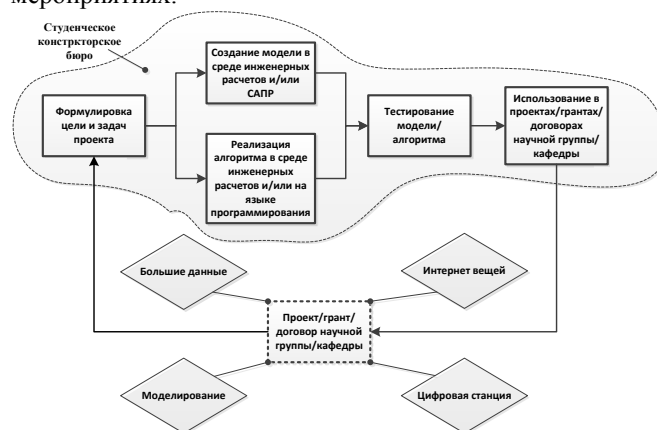 мероприятиях.
Студенческое
констркторское
бюро
Создание модели в
среде инженерных
расчетов и/или
САПР
Формулировка
цели и задач
проекта
Реализация
алгоритма в среде
инженерных
расчетов и/или на
языке
программирования
Тестирование
модели/
алгоритма
Использование в
проектах/грантах/
договорах
научной группы/
кафедры
Большие данные
Интернет вещей
Проект/грант/
договор научной
группы/кафедры
Моделирование
Цифровая станция